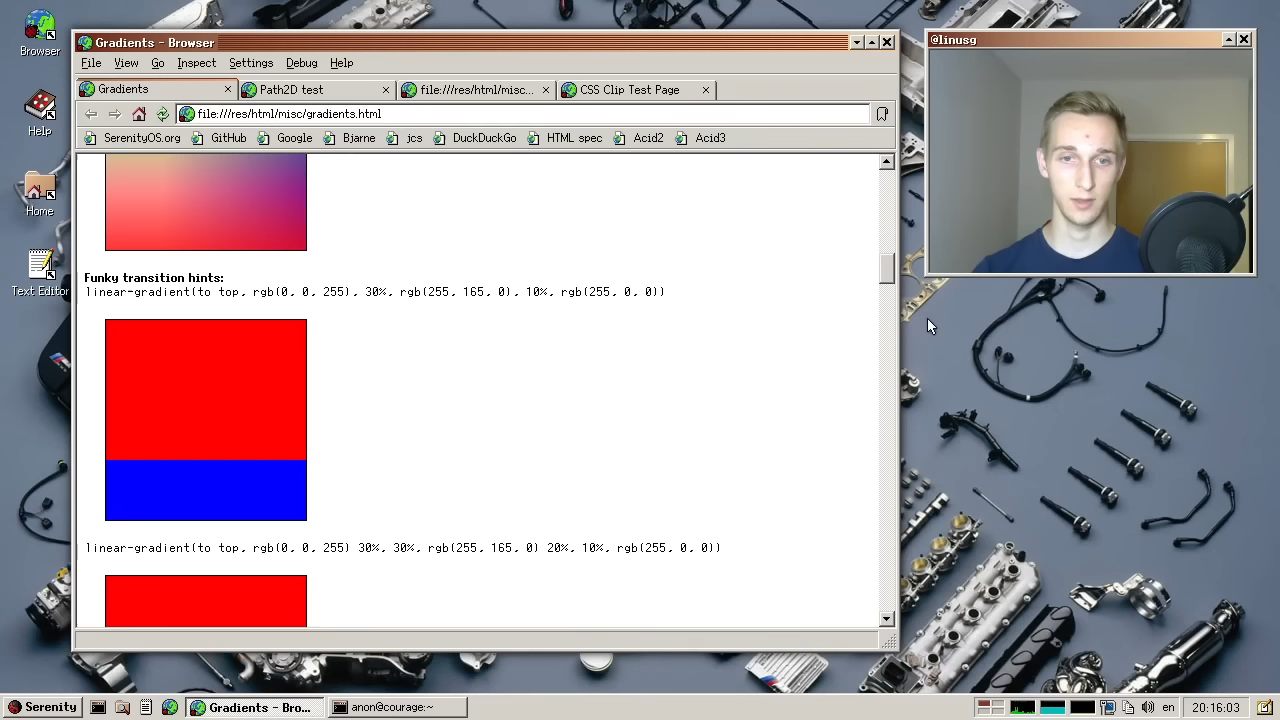 Browser
Help
Home
Text Editor
Gradients - Browser
File View Go Inspect Settings Debug Help
Gradients
Path2D test
file:///res/html/misc...
CSS Clip Test Page
file:///res/html/misc/gradients.html
SerenityOS.org GitHub Google Bjarne jcs DuckDuckGo HTML spec Acid2 Acid3
Funky transition hints:
linear-gradient(to top, rgb(0, 0, 255), 30%, rgb(255, 165, 0), 10%, rgb(255, 0, 0))
linear-gradient(to top, rgb(0, 0, 255) 30%, 30%, rgb(255, 165, 0) 20%, 10%, rgb(255, 0, 0))
@linusg
Serenity
Gradients - Bro...
en
20:16:03